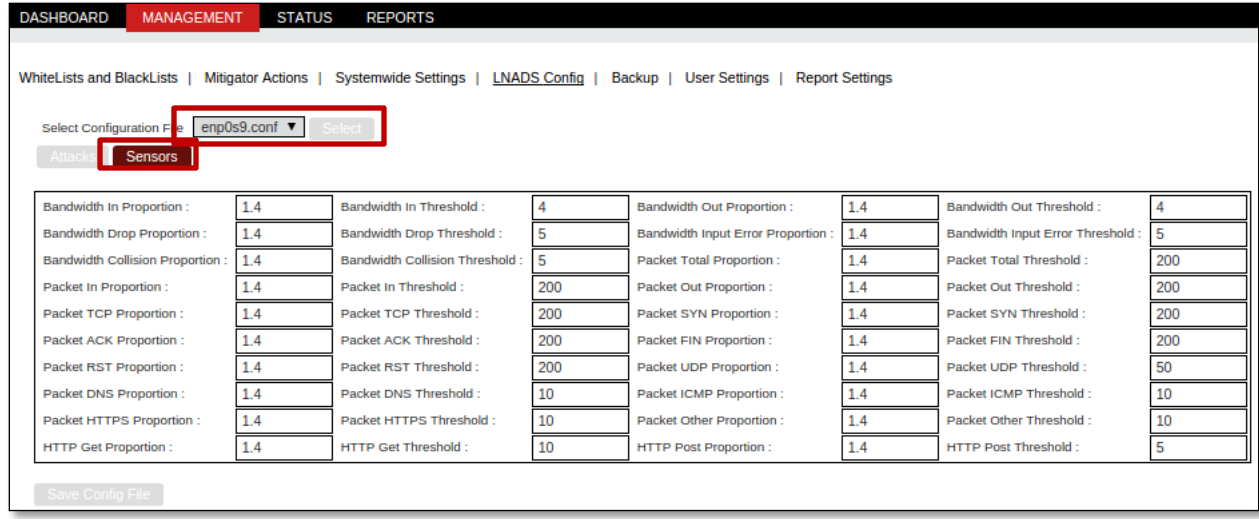 DASHBOARD MANAGEMENT STATUS REPORTS
WhiteLists and BlackLists | Mitigator Actions | Systemwide Settings | LNADS Config | Backup | User Settings | Report Settings
Select Configuration File enp0s9.conf ▼ Select
Attacks Sensors
Bandwidth In Proportion : 1.4 Bandwidth In Threshold : 4 Bandwidth Out Proportion : 1.4 Bandwidth Out Threshold : 4
Bandwidth Drop Proportion : 1.4 Bandwidth Drop Threshold : 5 Bandwidth Input Error Proportion : 1.4 Bandwidth Input Error Threshold : 5
Bandwidth Collision Proportion : 1.4 Bandwidth Collision Threshold : 5 Packet Total Proportion : 1.4 Packet Total Threshold : 200
Packet In Proportion : 1.4 Packet In Threshold : 200 Packet Out Proportion : 1.4 Packet Out Threshold : 200
Packet TCP Proportion : 1.4 Packet TCP Threshold : 200 Packet SYN Proportion : 1.4 Packet SYN Threshold : 200
Packet ACK Proportion : 1.4 Packet ACK Threshold : 200 Packet FIN Proportion : 1.4 Packet FIN Threshold : 200
Packet RST Proportion : 1.4 Packet RST Threshold : 200 Packet UDP Proportion : 1.4 Packet UDP Threshold : 50
Packet DNS Proportion : 1.4 Packet DNS Threshold : 10 Packet ICMP Proportion : 1.4 Packet ICMP Threshold : 10
Packet HTTPS Proportion : 1.4 Packet HTTPS Threshold : 10 Packet Other Proportion : 1.4 Packet Other Threshold : 10
HTTP Get Proportion : 1.4 HTTP Get Threshold : 10 HTTP Post Proportion : 1.4 HTTP Post Threshold : 5
Save Config File